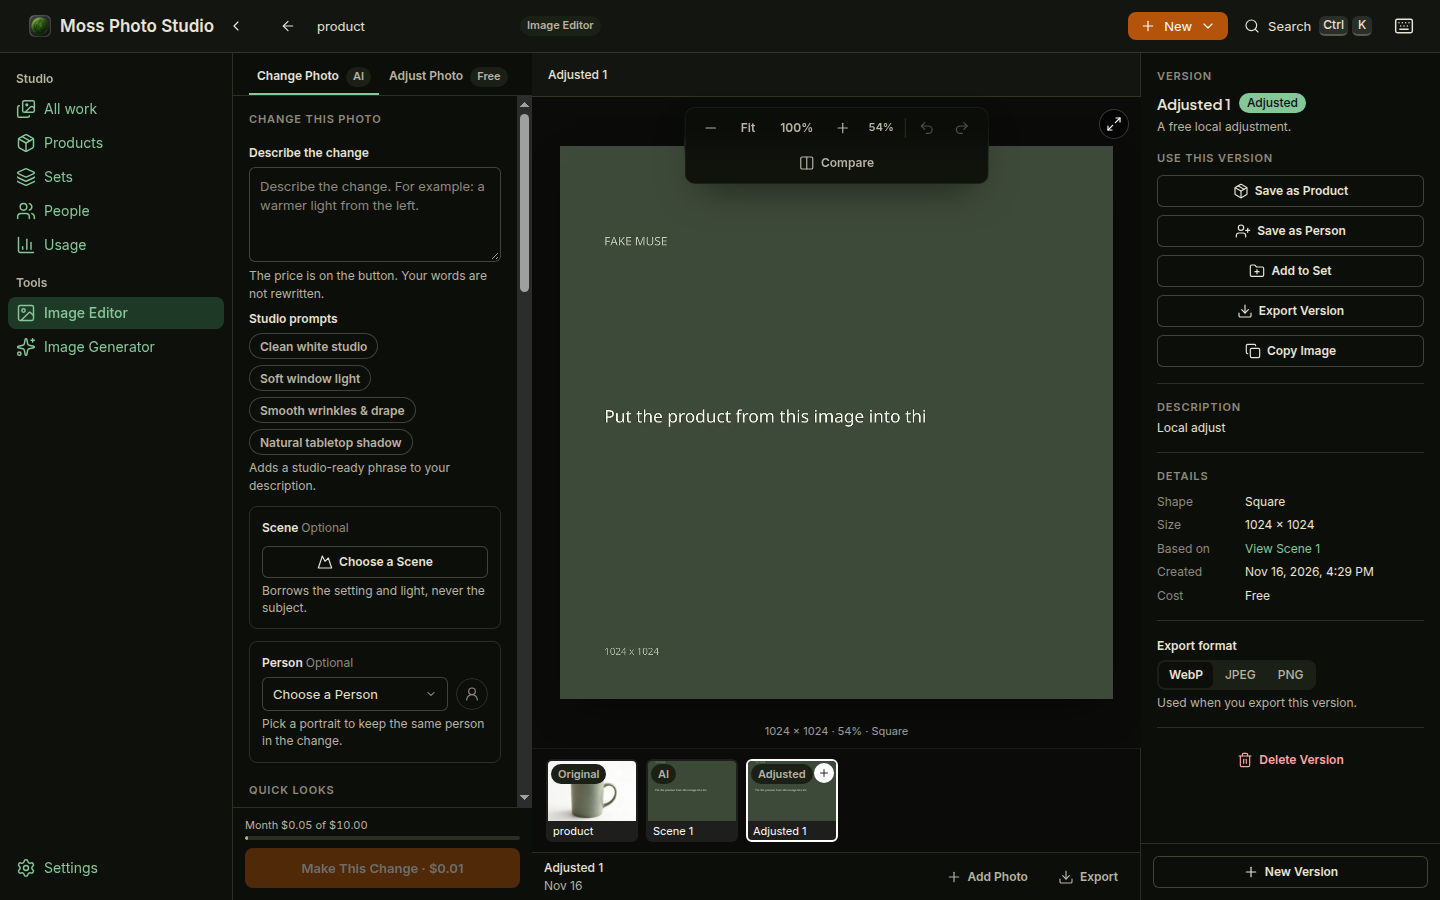 Moss Photo Studio
product
Image Editor
New
Search
Ctrl
K
Studio
All work
Products
Sets
People
Usage
Tools
Image Editor
Image Generator
Settings
Change Photo
AI
Adjust Photo
Free
CHANGE THIS PHOTO
Describe the change
Describe the change. For example: a
warmer light from the left.
The price is on the button. Your words are
not rewritten.
Studio prompts
Clean white studio
Soft window light
Smooth wrinkles & drape
Natural tabletop shadow
Adds a studio-ready phrase to your
description.
Scene Optional
Choose a Scene
Borrows the setting and light, never the
subject.
Person Optional
Choose a Person
Pick a portrait to keep the same person
in the change.
QUICK LOOKS
Month $0.05 of $10.00
Make This Change · $0.01
Adjusted 1
Fit
100%
54%
Compare
FAKE MUSE
Put the product from this image into thi
1024 x 1024
1024 × 1024 · 54% · Square
Original
product
AI
Scene 1
Adjusted
Adjusted 1
Adjusted 1
Nov 16
Add Photo
Export
VERSION
Adjusted 1
Adjusted
A free local adjustment.
USE THIS VERSION
Save as Product
Save as Person
Add to Set
Export Version
Copy Image
DESCRIPTION
Local adjust
DETAILS
Shape Square
Size 1024 × 1024
Based on View Scene 1
Created Nov 16, 2026, 4:29 PM
Cost Free
Export format
WebP
JPEG
PNG
Used when you export this version.
Delete Version
New Version